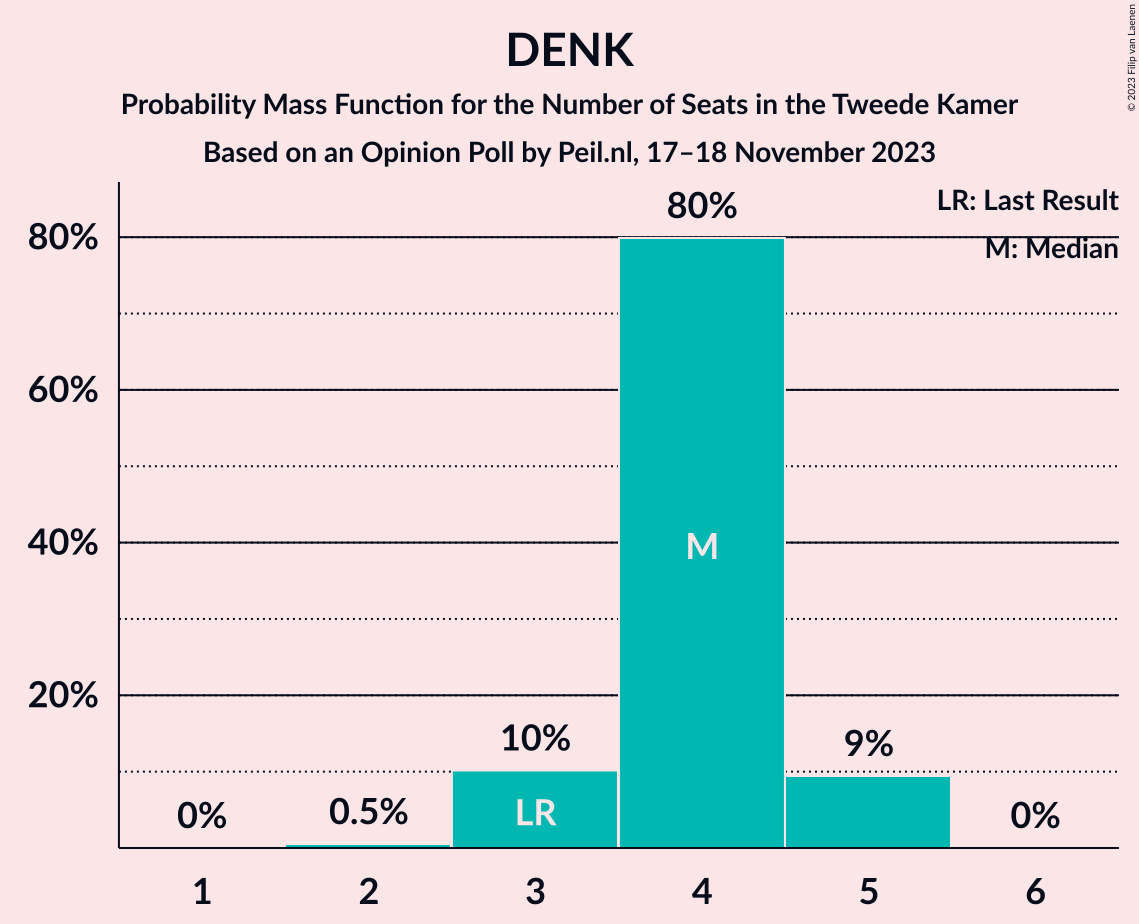 DENK
Probability Mass Function for the Number of Seats in the Tweede Kamer
Based on an Opinion Poll by Peil.nl, 17–18 November 2023
© 2023 Filip van Laenen
LR: Last Result
M: Median
80%
60%
40%
20%
0%
0.5%
10%
80%
9%
0%
LR
M
1 2 3 4 5 6